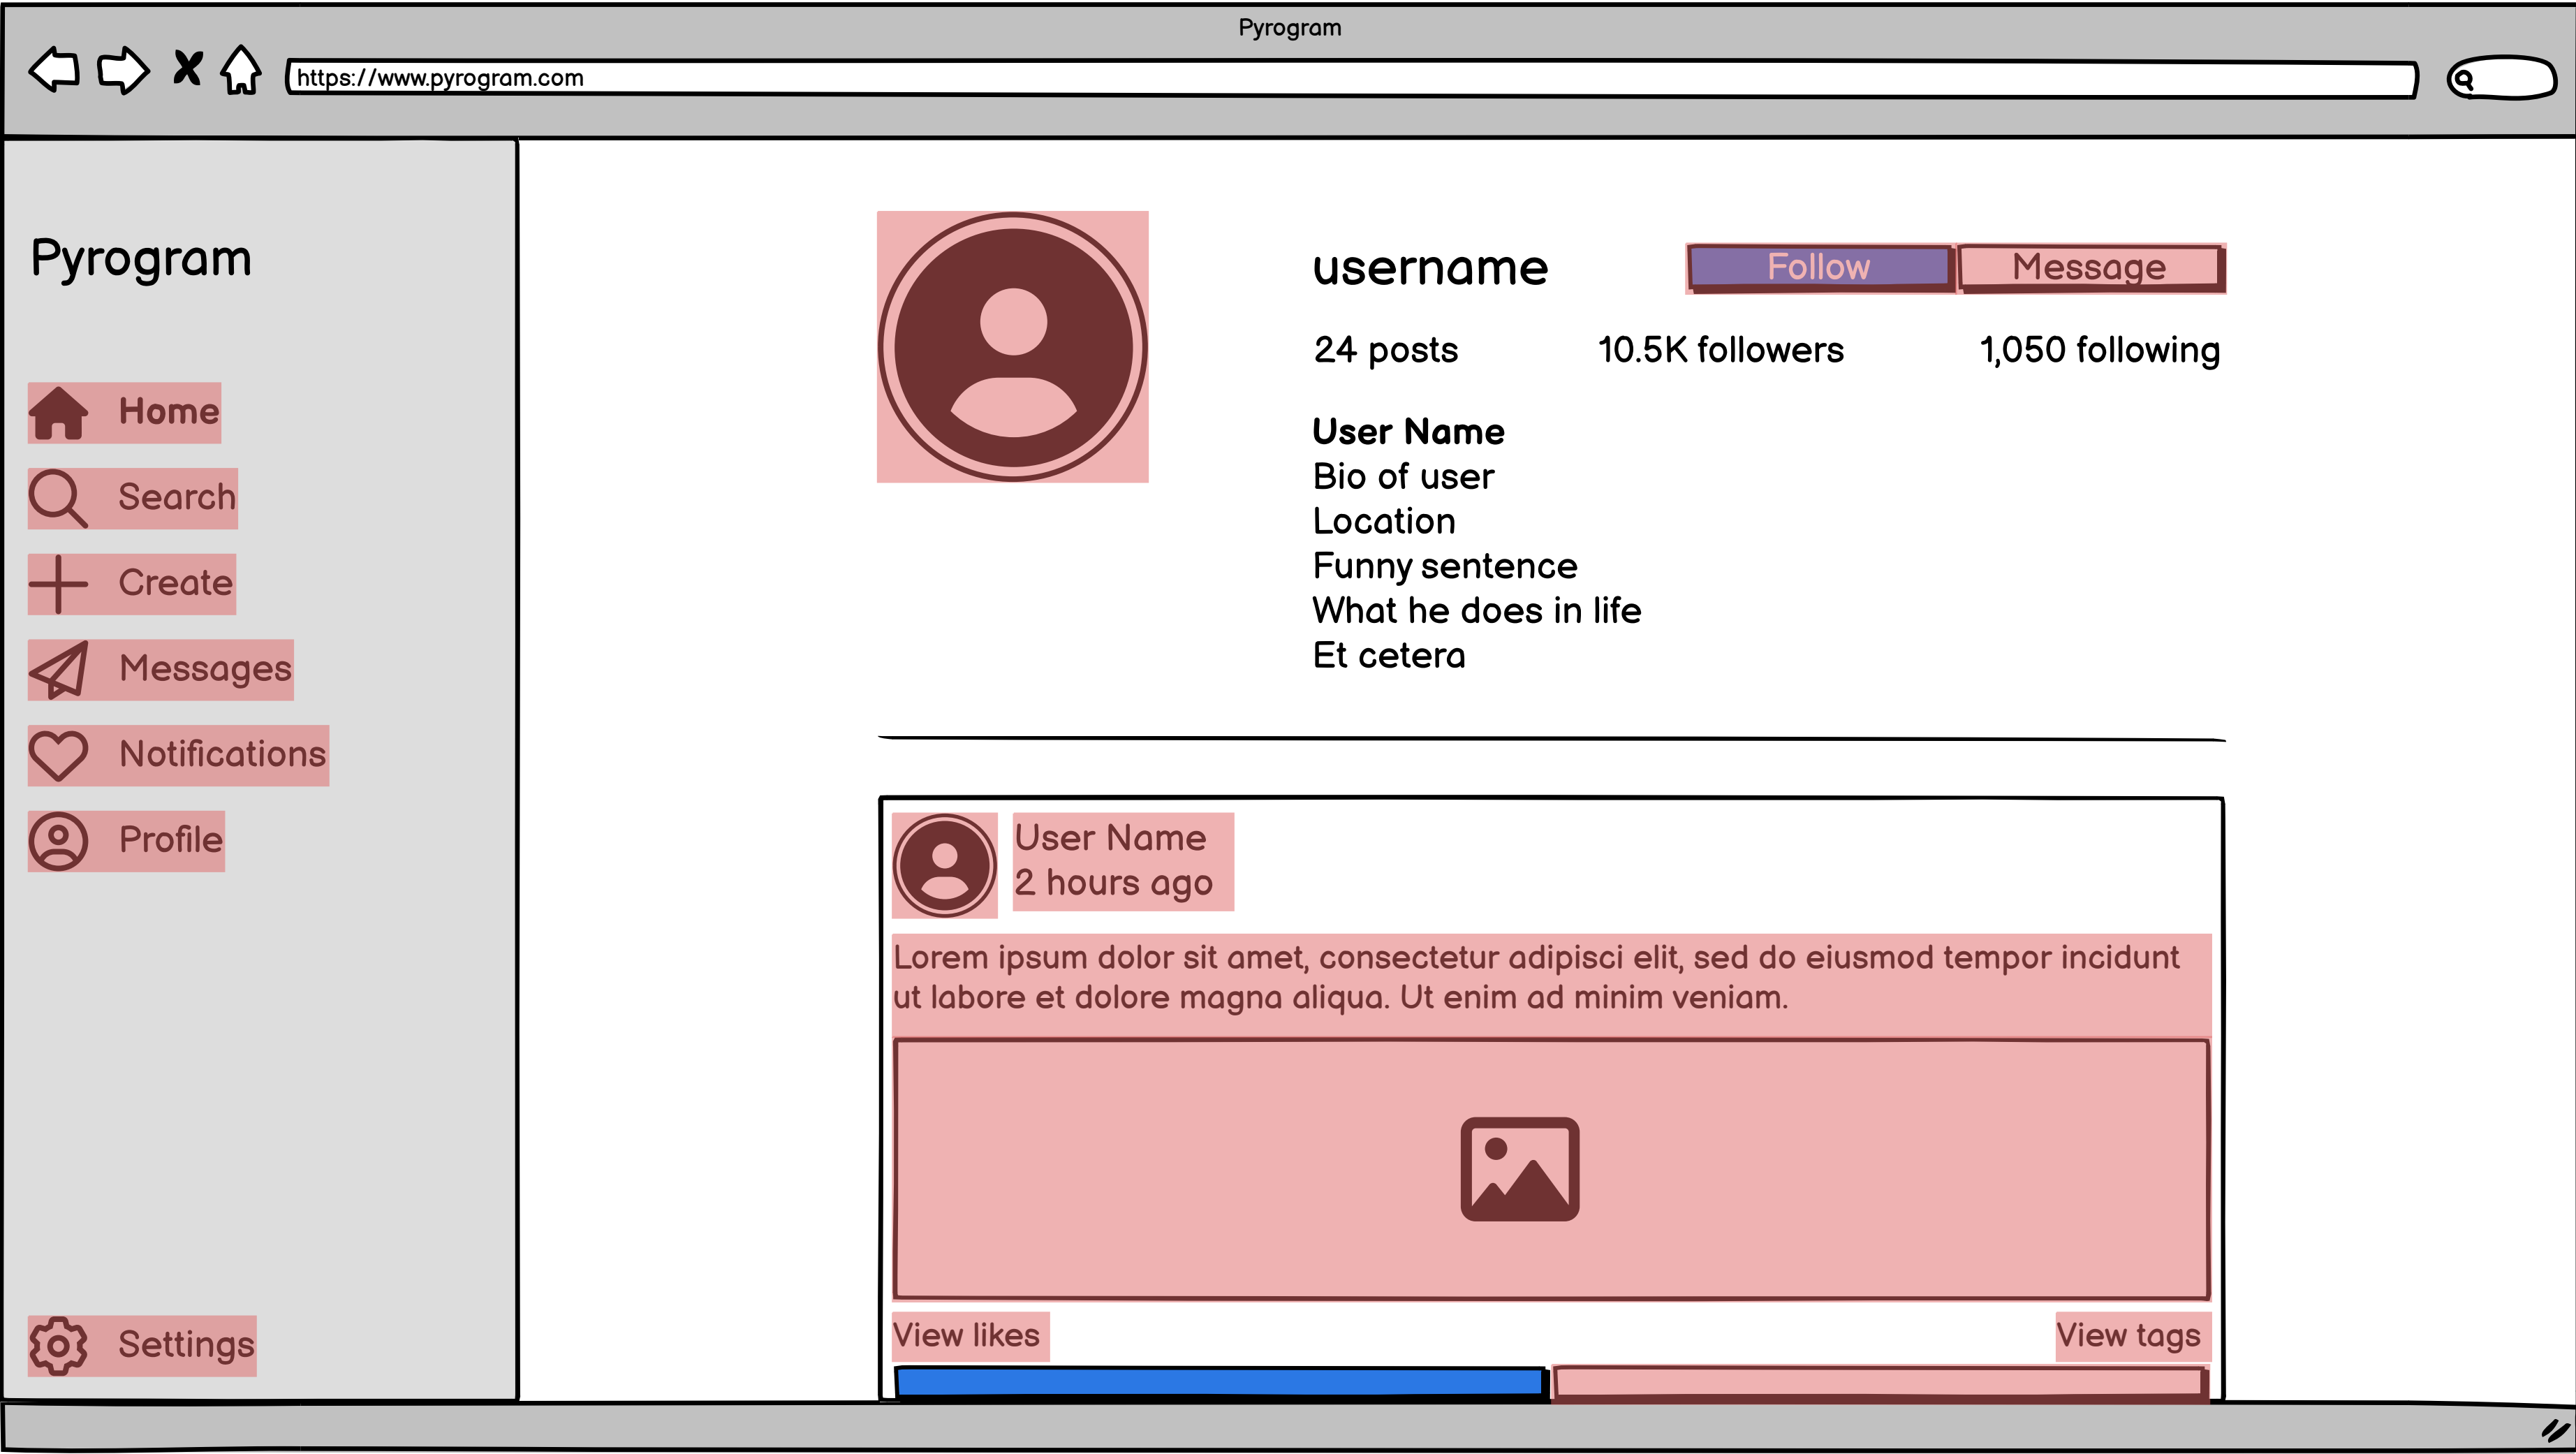 Pyrogram
https://www.pyrogram.com
Pyrogram
Home
Search
Create
Messages
Notifications
Profile
Settings
username
Follow
Message
24 posts
10.5K followers
1,050 following
User Name
Bio of user
Location
Funny sentence
What he does in life
Et cetera
User Name
2 hours ago
Lorem ipsum dolor sit amet, consectetur adipisci elit, sed do eiusmod tempor incidunt
ut labore et dolore magna aliqua. Ut enim ad minim veniam.
View likes
View tags